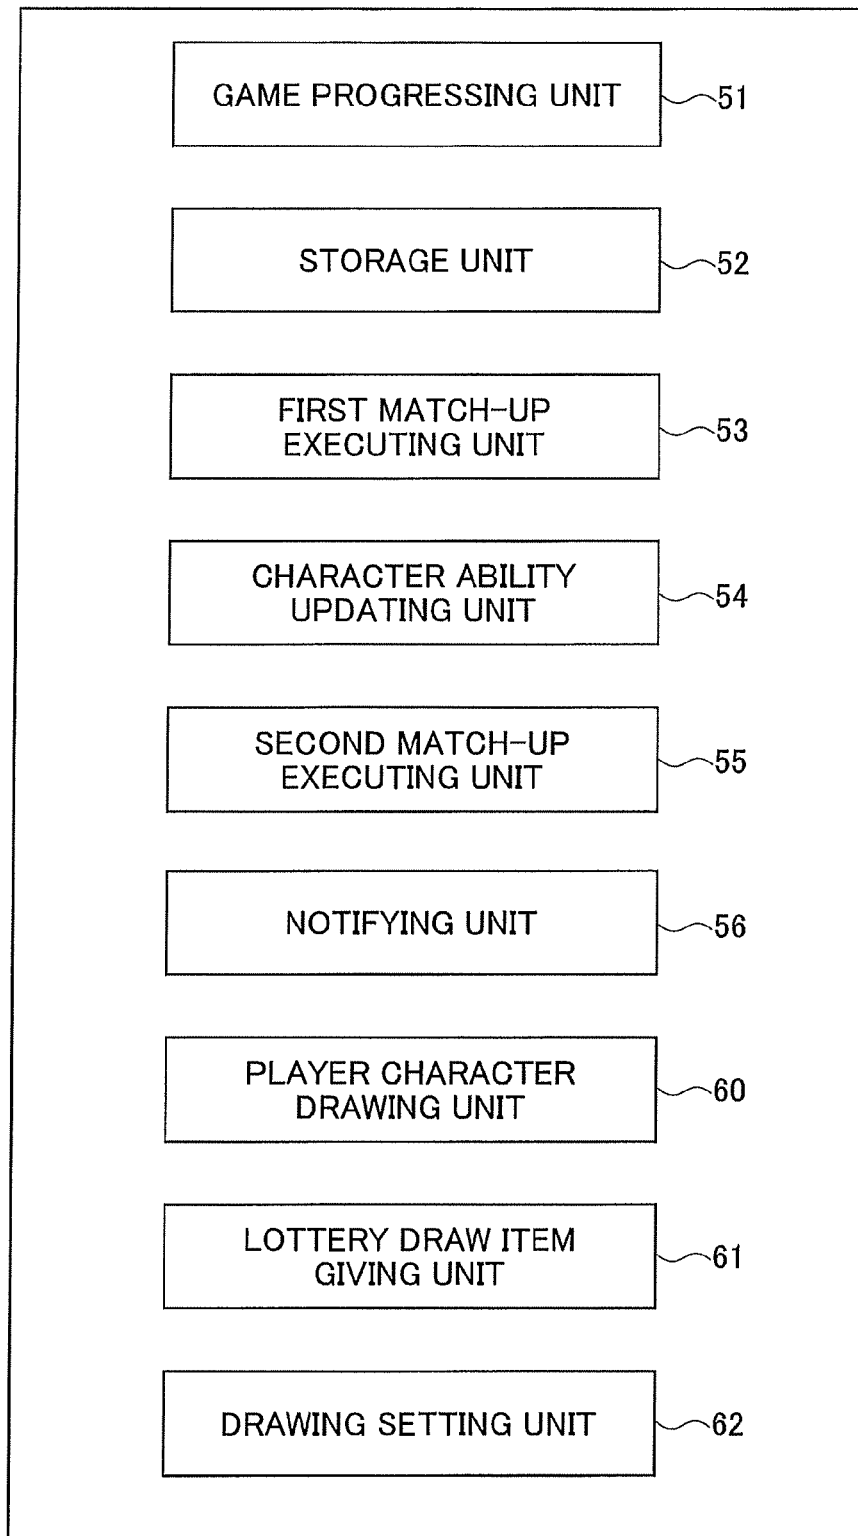 GAME PROGRESSING UNIT
51
STORAGE UNIT
52
FIRST MATCH-UP
EXECUTING UNIT
53
CHARACTER ABILITY
UPDATING UNIT
54
SECOND MATCH-UP
EXECUTING UNIT
55
NOTIFYING UNIT
56
PLAYER CHARACTER
DRAWING UNIT
60
LOTTERY DRAW ITEM
GIVING UNIT
61
DRAWING SETTING UNIT
62